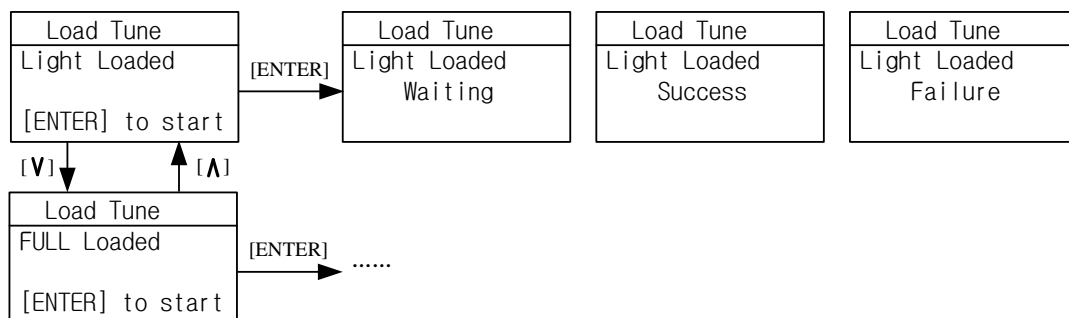 Load Tune
Light Loaded
[ENTER] to start
[ENTER]
Load Tune
Light Loaded
Waiting
Load Tune
Light Loaded
Success
Load Tune
Light Loaded
Failure
[∨]
[∧]
Load Tune
FULL Loaded
[ENTER] to start
[ENTER]
......